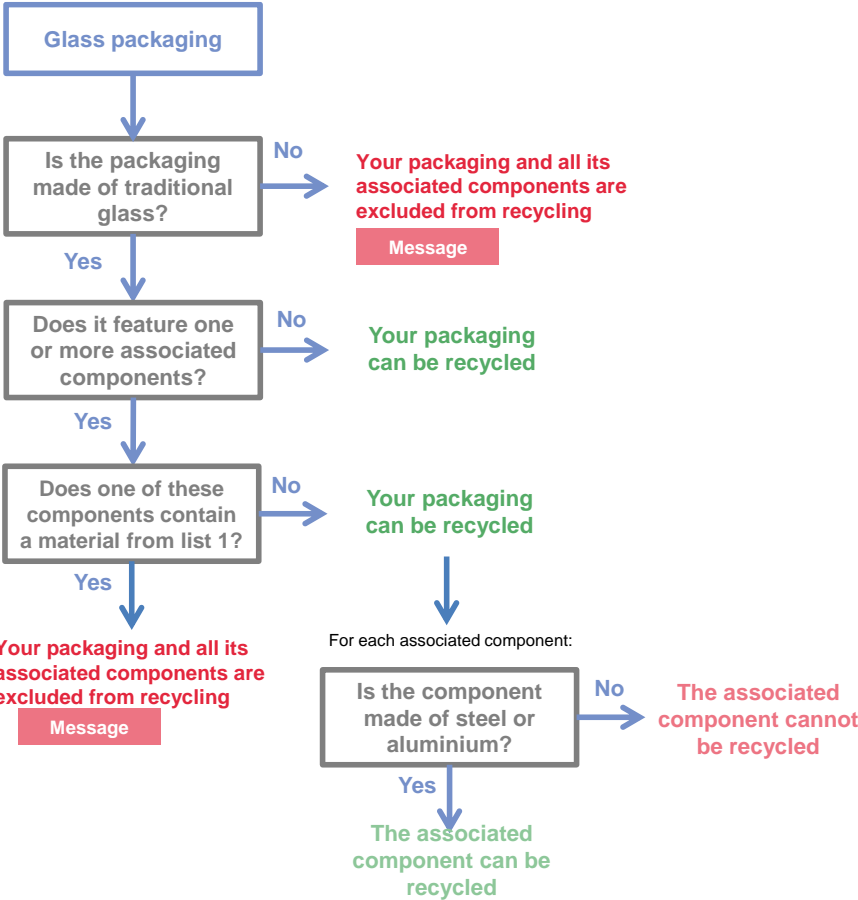 Glass packaging
Is the packaging
made of traditional
glass?
No
Your packaging and all its
associated components are
excluded from recycling
Message
Yes
Does it feature one
or more associated
components?
No
Your packaging
can be recycled
Yes
Does one of these
components contain
a material from list 1?
No
Your packaging
can be recycled
Yes
Your packaging and all its
associated components are
excluded from recycling
Message
For each associated component:
Is the component
made of steel or
aluminium?
No
The associated
component cannot
be recycled
Yes
The associated
component can be
recycled